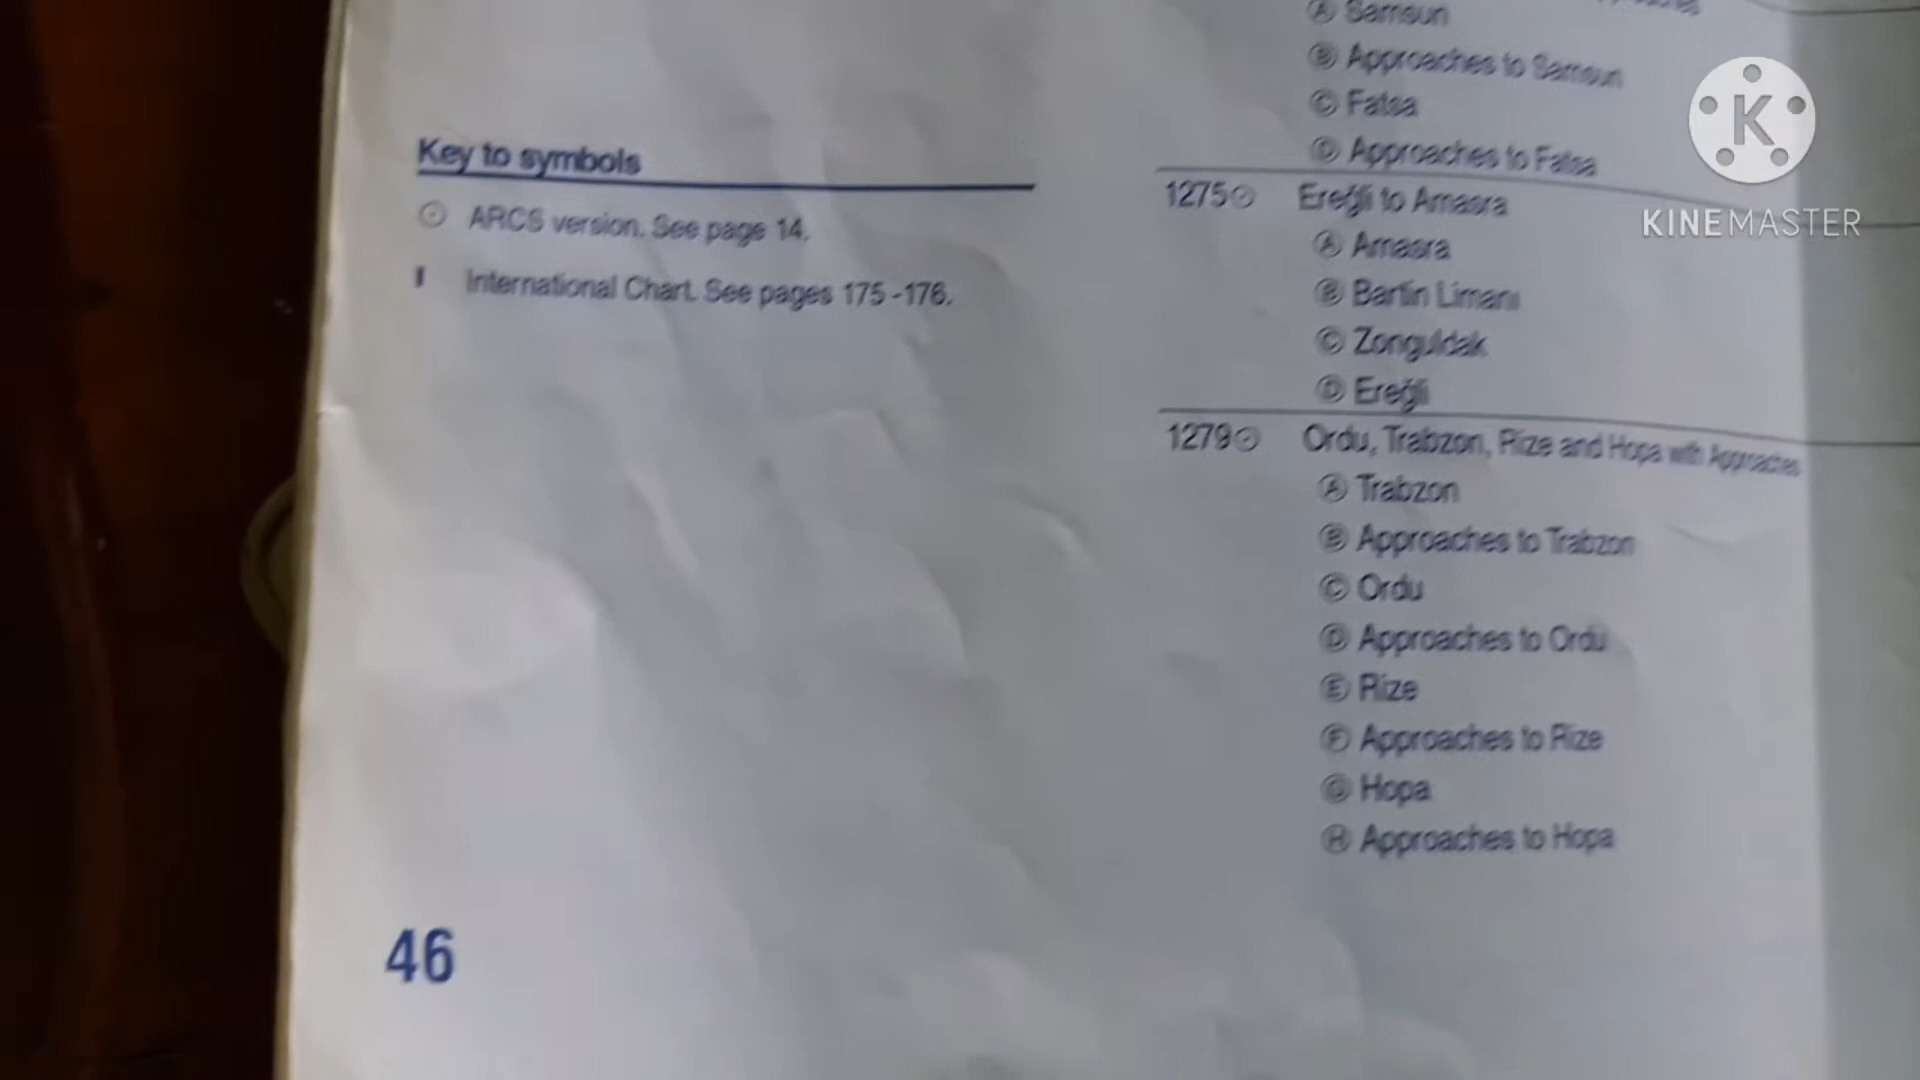 Key to symbols
⊙ ARCS version. See page 14.
I International Chart. See pages 175 -176.
46
Ⓐ Samsun
Ⓑ Approaches to Samsun
Ⓒ Fatsa
Ⓓ Approaches to Fatsa
1275⊙ Ereğli to Amasra
Ⓐ Amasra
Ⓑ Bartin Limanı
Ⓒ Zonguldak
Ⓓ Ereğli
1279⊙ Ordu, Trabzon, Rize and Hopa with Approaches
Ⓐ Trabzon
Ⓑ Approaches to Trabzon
Ⓒ Ordu
Ⓓ Approaches to Ordu
Ⓔ Rize
Ⓕ Approaches to Rize
Ⓖ Hopa
Ⓗ Approaches to Hopa
K
KINEMASTER